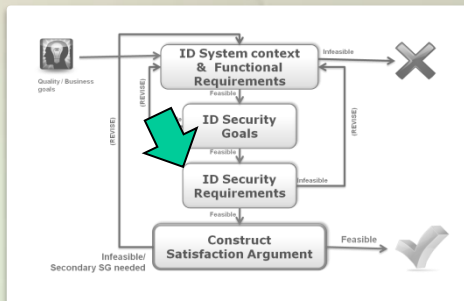 ID System context
& Functional
Requirements
Infeasible
Quality / Business
goals
(REVISE)
(REVISE)
(REVISE)
Feasible
ID Security
Goals
Feasible
ID Security
Requirements
Infeasible
Feasible
Construct
Satisfaction Argument
Feasible
Infeasible/
Secondary SG needed